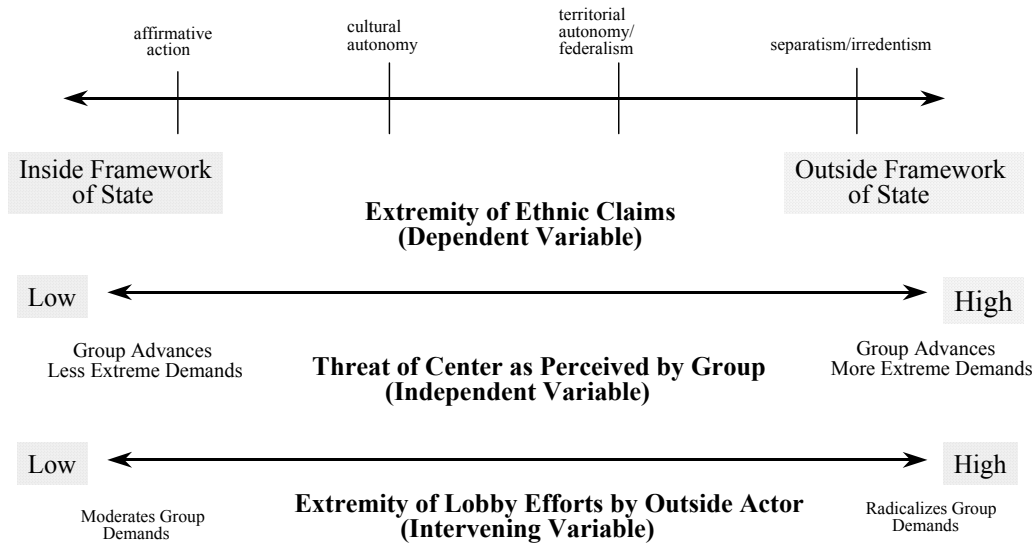 affirmative
action
cultural
autonomy
territorial
autonomy/
federalism
separatism/irredentism
Inside Framework
of State
Outside Framework
of State
Extremity of Ethnic Claims
(Dependent Variable)
Low
High
Group Advances
Less Extreme Demands
Threat of Center as Perceived by Group
(Independent Variable)
Group Advances
More Extreme Demands
Low
High
Moderates Group
Demands
Extremity of Lobby Efforts by Outside Actor
(Intervening Variable)
Radicalizes Group
Demands